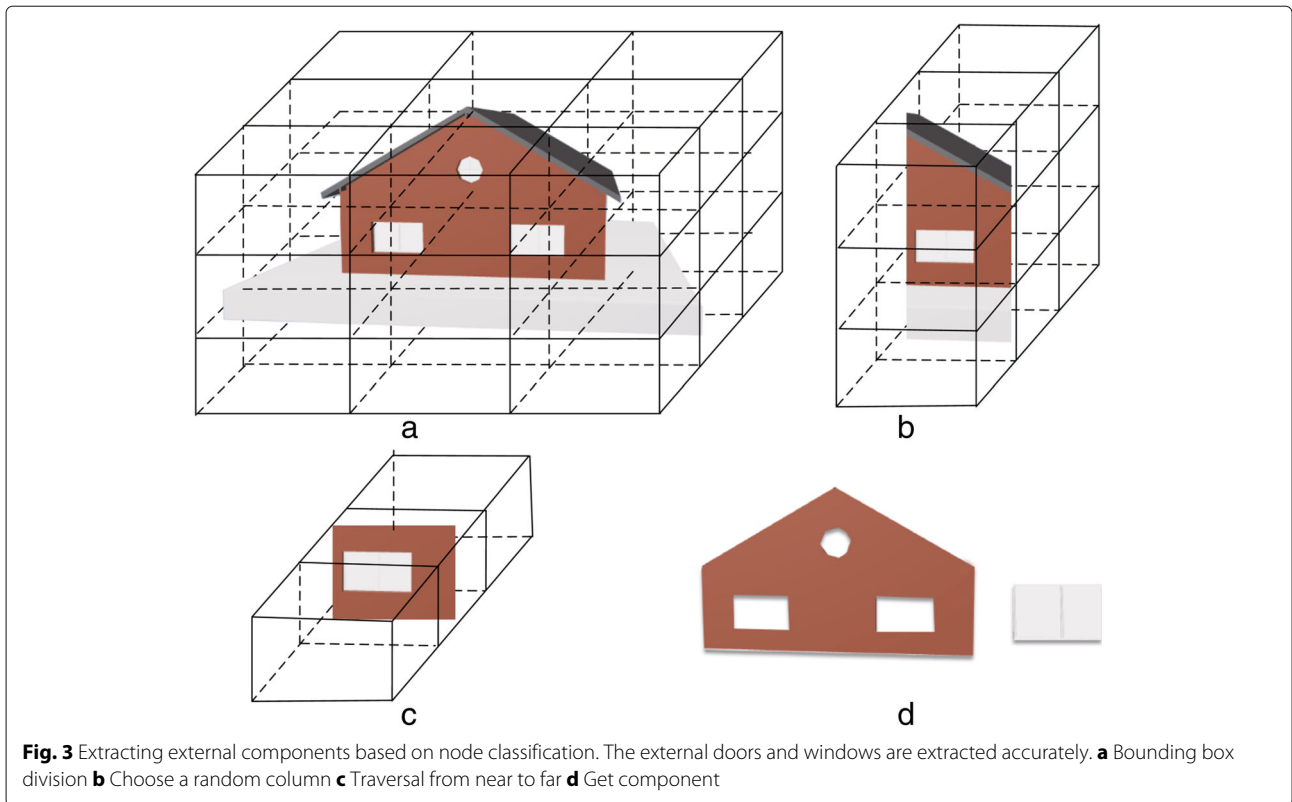 a
b
c
d
Fig. 3 Extracting external components based on node classification. The external doors and windows are extracted accurately. a Bounding box
division b Choose a random column c Traversal from near to far d Get component